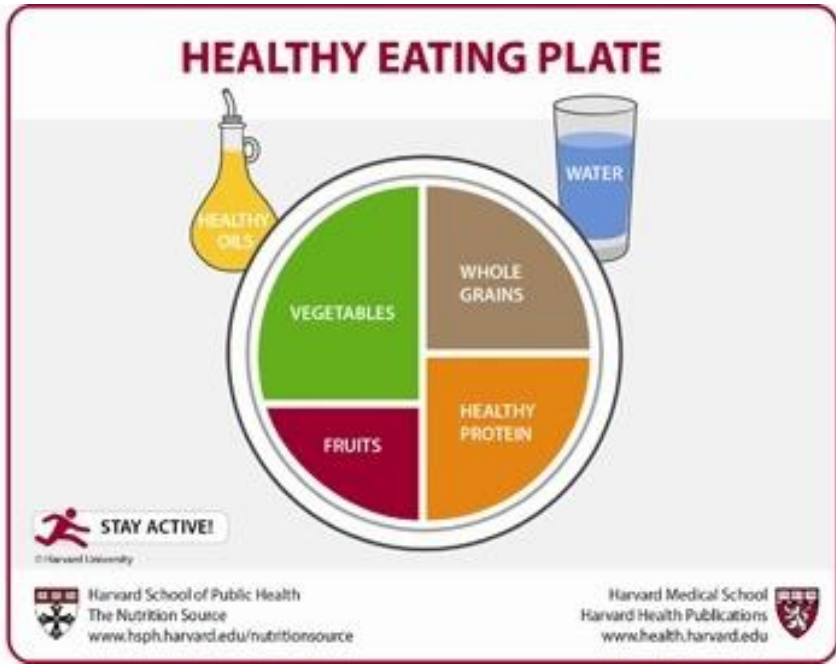 HEALTHY EATING PLATE
HEALTHY
OILS
WATER
VEGETABLES
WHOLE
GRAINS
FRUITS
HEALTHY
PROTEIN
STAY ACTIVE!
© Harvard University
Harvard School of Public Health
The Nutrition Source
www.hsph.harvard.edu/nutritionsource
Harvard Medical School
Harvard Health Publications
www.health.harvard.edu